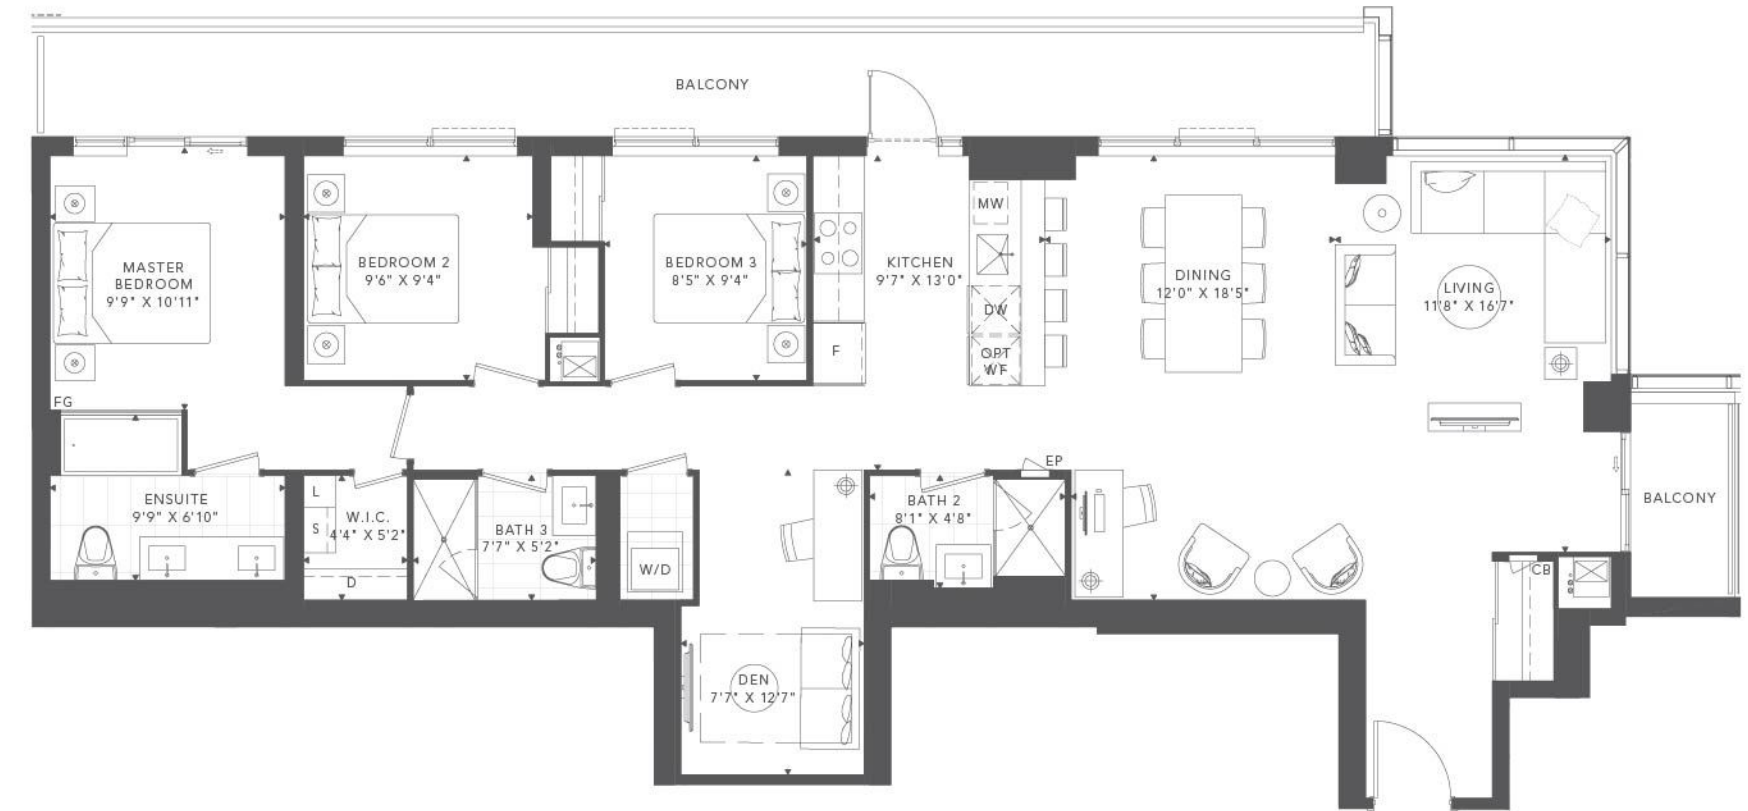 BALCONY
MASTER
BEDROOM
9'9" X 10'11"
BEDROOM 2
9'6" X 9'4"
BEDROOM 3
8'5" X 9'4"
KITCHEN
9'7" X 13'0"
MW
DW
OPT
WF
F
DINING
12'0" X 18'5"
LIVING
11'8" X 16'7"
BALCONY
FG
ENSUITE
9'9" X 6'10"
L
S
W.I.C.
4'4" X 5'2"
D
BATH 3
7'7" X 5'2"
W/D
BATH 2
8'1" X 4'8"
EP
CB
DEN
7'7" X 12'7"